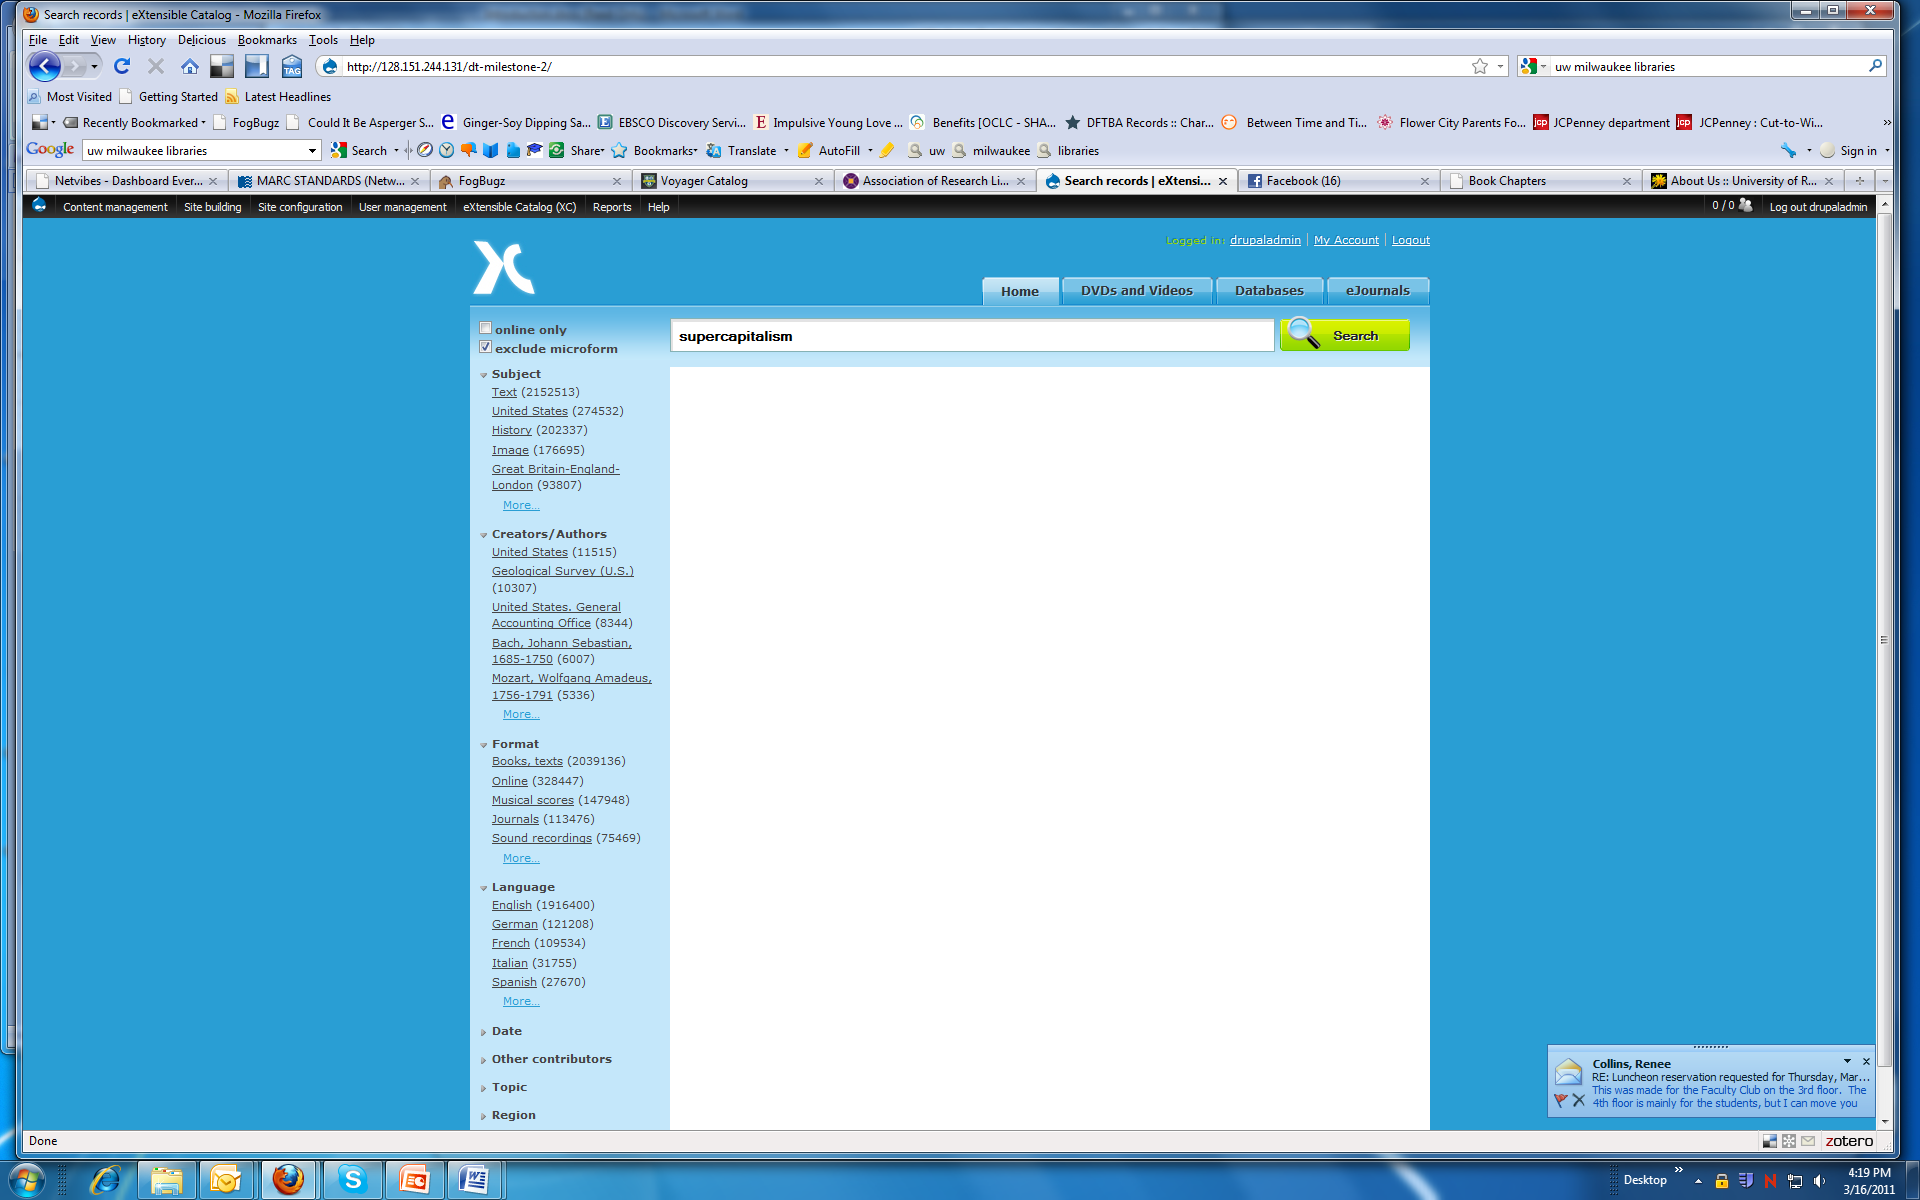 Search records | eXtensible Catalog - Mozilla Firefox
File Edit View History Delicious Bookmarks Tools Help
TAG http://128.151.244.131/dt-milestone-2/ uw milwaukee libraries
Most Visited Getting Started Latest Headlines
Recently Bookmarked FogBugz Could It Be Asperger S... Ginger-Soy Dipping Sa... EBSCO Discovery Servi... Impulsive Young Love ... Benefits [OCLC - SHA... DFTBA Records :: Char... Between Time and Ti... Flower City Parents Fo... JCPenney department JCPenney : Cut-to-Wi...
Google uw milwaukee libraries Search Share Bookmarks Translate AutoFill uw milwaukee libraries Sign in
Netvibes - Dashboard Ever... MARC STANDARDS (Netw... FogBugz Voyager Catalog Association of Research Li... Search records | eXtensi... Facebook (16) Book Chapters About Us :: University of R...
Content management Site building Site configuration User management eXtensible Catalog (XC) Reports Help 0 / 0 Log out drupaladmin
Logged in: drupaladmin | My Account | Logout
Home DVDs and Videos Databases eJournals
online only
exclude microform
supercapitalism Search
Subject
Text (2152513)
United States (274532)
History (202337)
Image (176695)
Great Britain-England-
London (93807)
More...
Creators/Authors
United States (11515)
Geological Survey (U.S.)
(10307)
United States. General
Accounting Office (8344)
Bach, Johann Sebastian,
1685-1750 (6007)
Mozart, Wolfgang Amadeus,
1756-1791 (5336)
More...
Format
Books, texts (2039136)
Online (328447)
Musical scores (147948)
Journals (113476)
Sound recordings (75469)
More...
Language
English (1916400)
German (121208)
French (109534)
Italian (31755)
Spanish (27670)
More...
Date
Other contributors
Topic
Region
Collins, Renee
RE: Luncheon reservation requested for Thursday, Mar...
This was made for the Faculty Club on the 3rd floor. The
4th floor is mainly for the students, but I can move you
Done zotero
Desktop 4:19 PM
3/16/2011